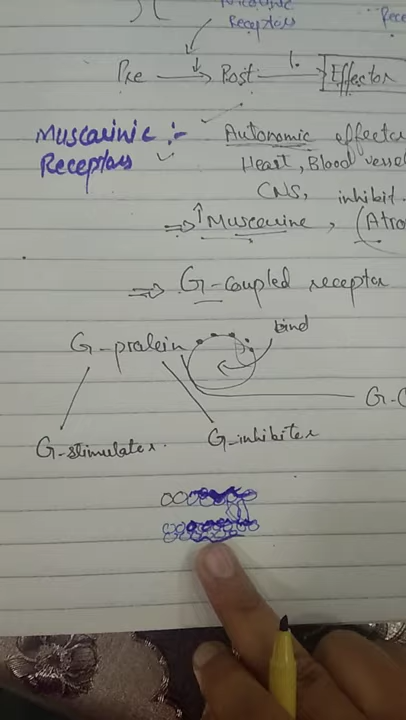 Receptors
Pre → Post 1. Effector
Muscarinic :- Autonomic effector
Receptors Heart, Blood vessel
CNS, inhibit.
⇒ ↑ Muscarine, (Atro
⇒ G-coupled receptor
bind
G-protein
G-
G-stimulater. G-inhibiter